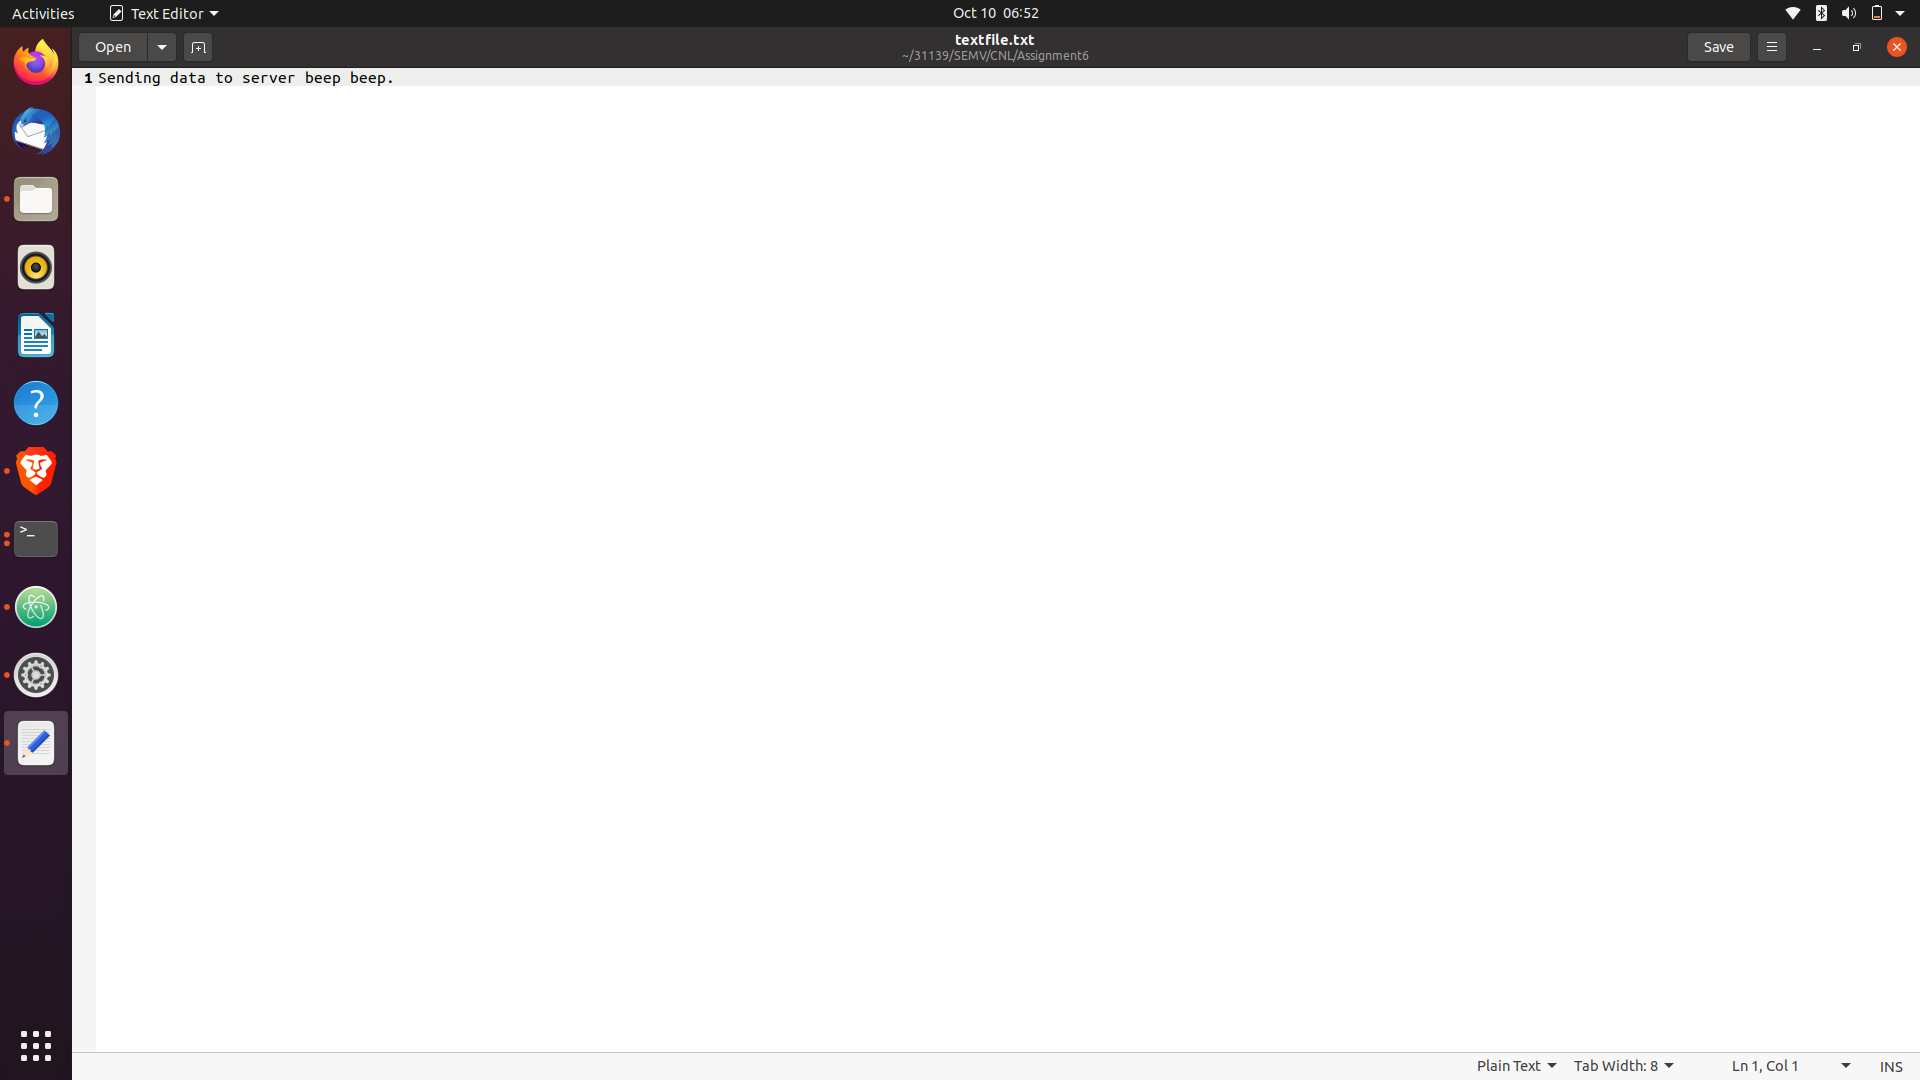 Activities Text Editor Oct 10 06:52
Open textfile.txt Save
~/31139/SEMV/CNL/Assignment6
1 Sending data to server beep beep.
Plain Text Tab Width: 8 Ln 1, Col 1 INS